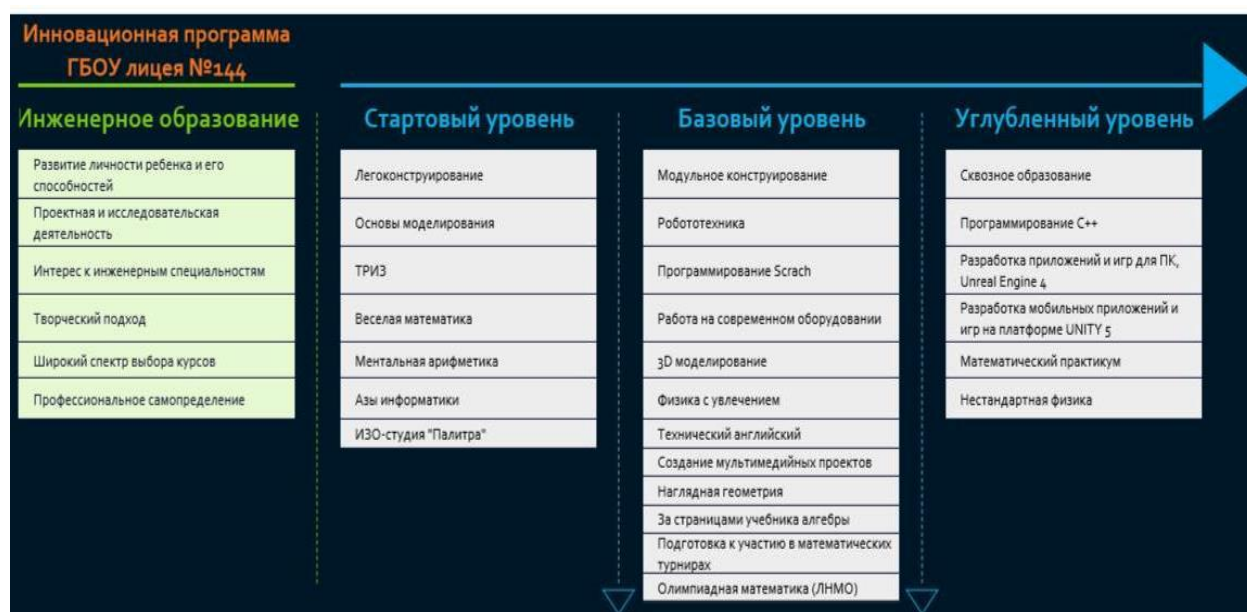 Инновационная программа
ГБОУ лицея №144
Инженерное образование
Развитие личности ребенка и его
способностей
Проектная и исследовательская
деятельность
Интерес к инженерным специальностям
Творческий подход
Широкий спектр выбора курсов
Профессиональное самопределение
Стартовый уровень
Легоконструирование
Основы моделирования
ТРИЗ
Веселая математика
Ментальная арифметика
Азы информатики
ИЗО-студия "Палитра"
Базовый уровень
Модульное конструирование
Робототехника
Программирование Scrach
Работа на современном оборудовании
3D моделирование
Физика с увлечением
Технический английский
Создание мультимедийных проектов
Наглядная геометрия
За страницами учебника алгебры
Подготовка к участию в математических
турнирах
Олимпиадная математика (ЛНМО)
Углубленный уровень
Сквозное образование
Программирование С++
Разработка приложений и игр для ПК,
Unreal Engine 4
Разработка мобильных приложений и
игр на платформе UNITY 5
Математический практикум
Нестандартная физика